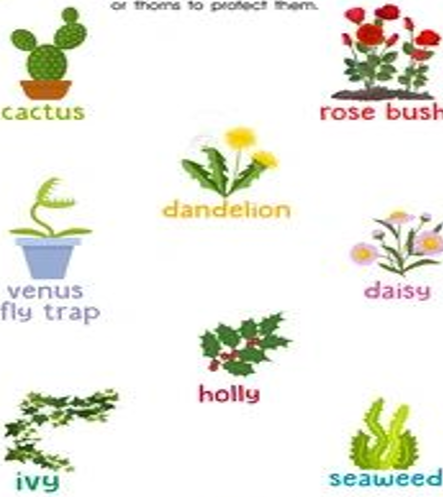 or thorns to protect them.
cactus
rose bush
dandelion
venus
fly trap
daisy
holly
ivy
seaweed